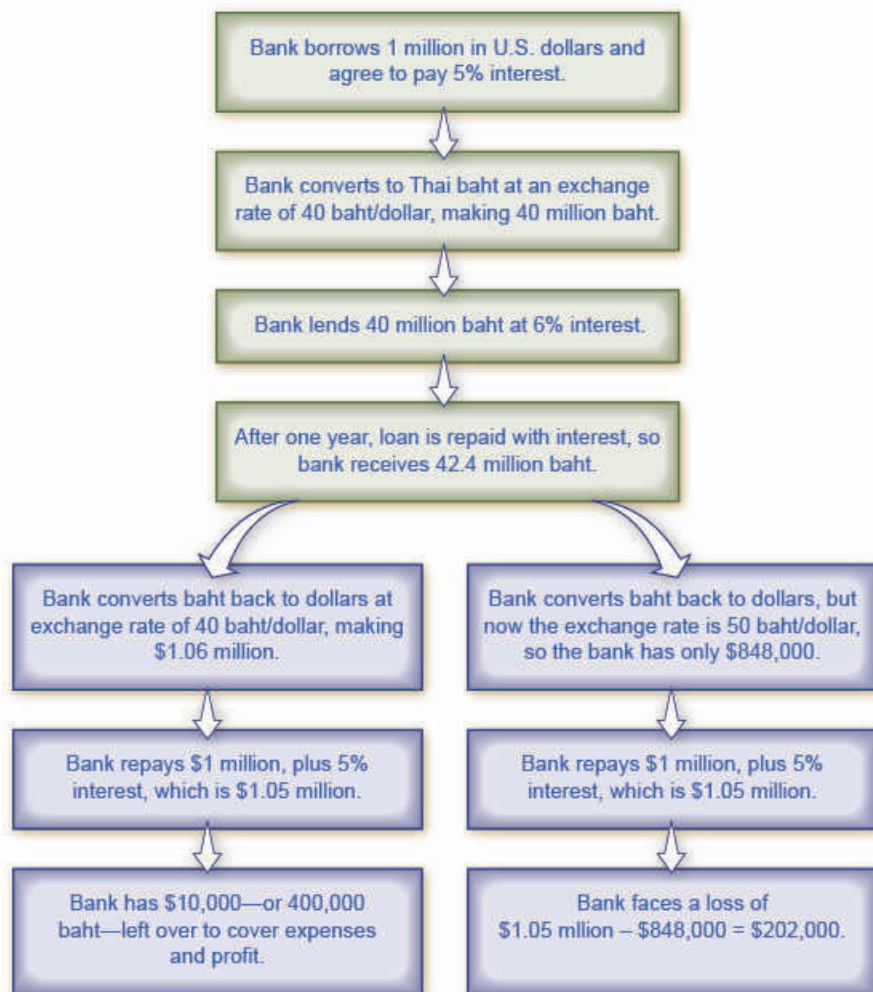 Bank borrows 1 million in U.S. dollars and
agree to pay 5% interest.
Bank converts to Thai baht at an exchange
rate of 40 baht/dollar, making 40 million baht.
Bank lends 40 million baht at 6% interest.
After one year, loan is repaid with interest, so
bank receives 42.4 million baht.
Bank converts baht back to dollars at
exchange rate of 40 baht/dollar, making
$1.06 million.
Bank repays $1 million, plus 5%
interest, which is $1.05 million.
Bank has $10,000—or 400,000
baht—left over to cover expenses
and profit.
Bank converts baht back to dollars, but
now the exchange rate is 50 baht/dollar,
so the bank has only $848,000.
Bank repays $1 million, plus 5%
interest, which is $1.05 million.
Bank faces a loss of
$1.05 mllion – $848,000 = $202,000.